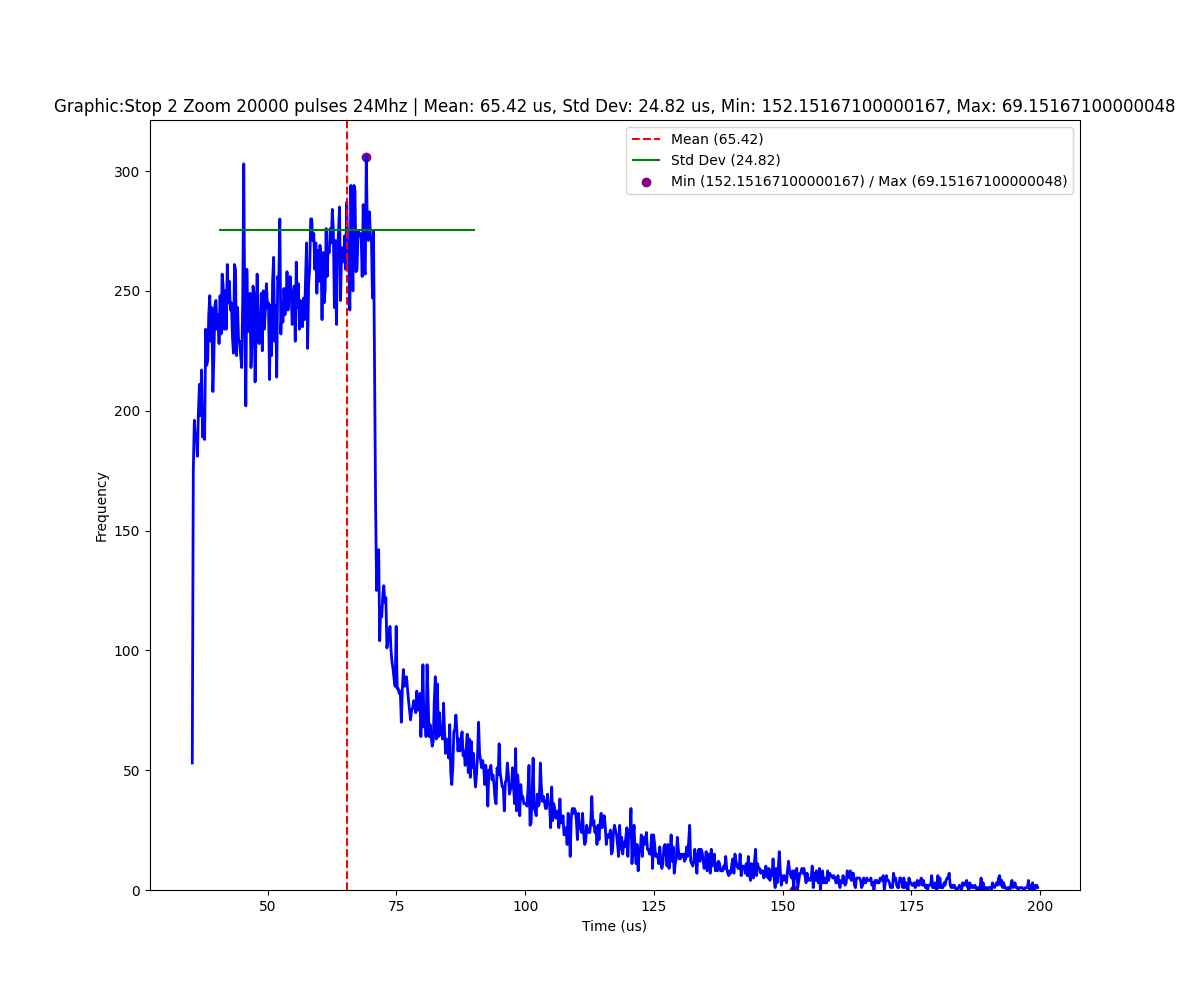 Graphic:Stop 2 Zoom 20000 pulses 24Mhz | Mean: 65.42 us, Std Dev: 24.82 us, Min: 152.15167100000167, Max: 69.15167100000048
Mean (65.42)
Std Dev (24.82)
Min (152.15167100000167) / Max (69.15167100000048)
300
250
200
150
100
50
0
Frequency
50 75 100 125 150 175 200
Time (us)